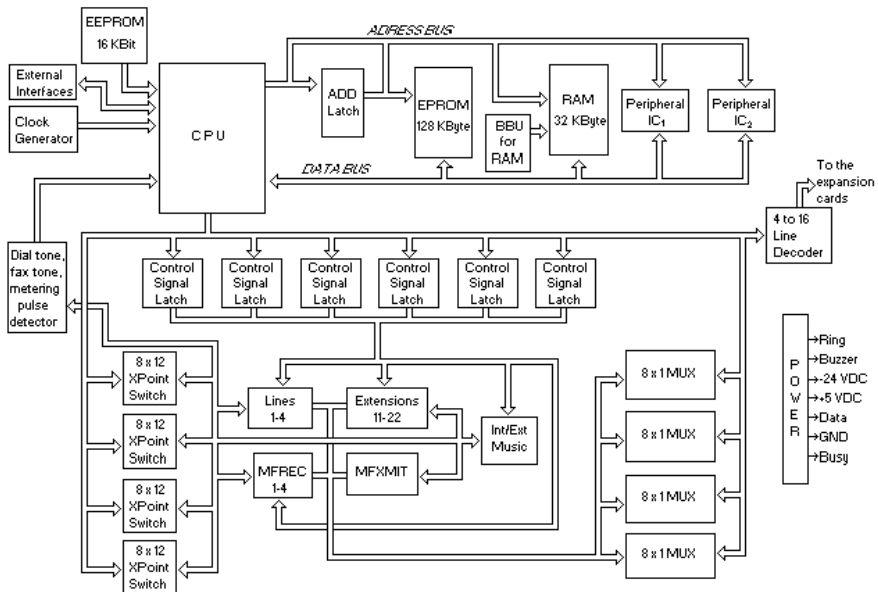 EEPROM
16 KBit
External
Interfaces
Clock
Generator
CPU
ADRESS BUS
ADD
Latch
EPROM
128 KByte
BBU
for
RAM
RAM
32 KByte
Peripheral
IC1
Peripheral
IC2
DATA BUS
To the
expansion
cards
4 to 16
Line
Decoder
Dial tone,
fax tone,
metering
pulse
detector
Control
Signal
Latch
Control
Signal
Latch
Control
Signal
Latch
Control
Signal
Latch
Control
Signal
Latch
Control
Signal
Latch
8 x 12
XPoint
Switch
8 x 12
XPoint
Switch
8 x 12
XPoint
Switch
8 x 12
XPoint
Switch
Lines
1-4
Extensions
11-22
Int/Ext
Music
MFREC
1-4
MFXMIT
8 x 1 MUX
8 x 1 MUX
8 x 1 MUX
8 x 1 MUX
POWER
Ring
Buzzer
-24 VDC
+5 VDC
Data
GND
Busy